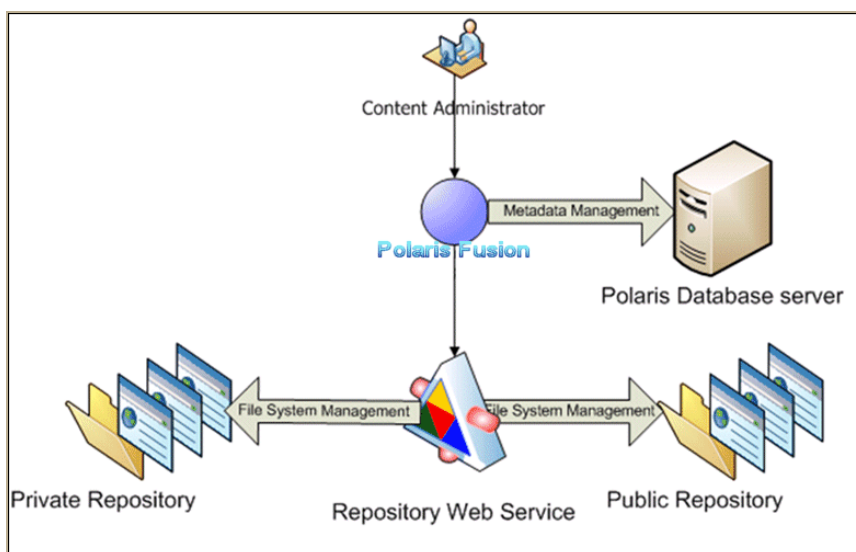 Content Administrator
Metadata Management
Polaris Fusion
Polaris Database server
File System Management
File System Management
Private Repository
Repository Web Service
Public Repository